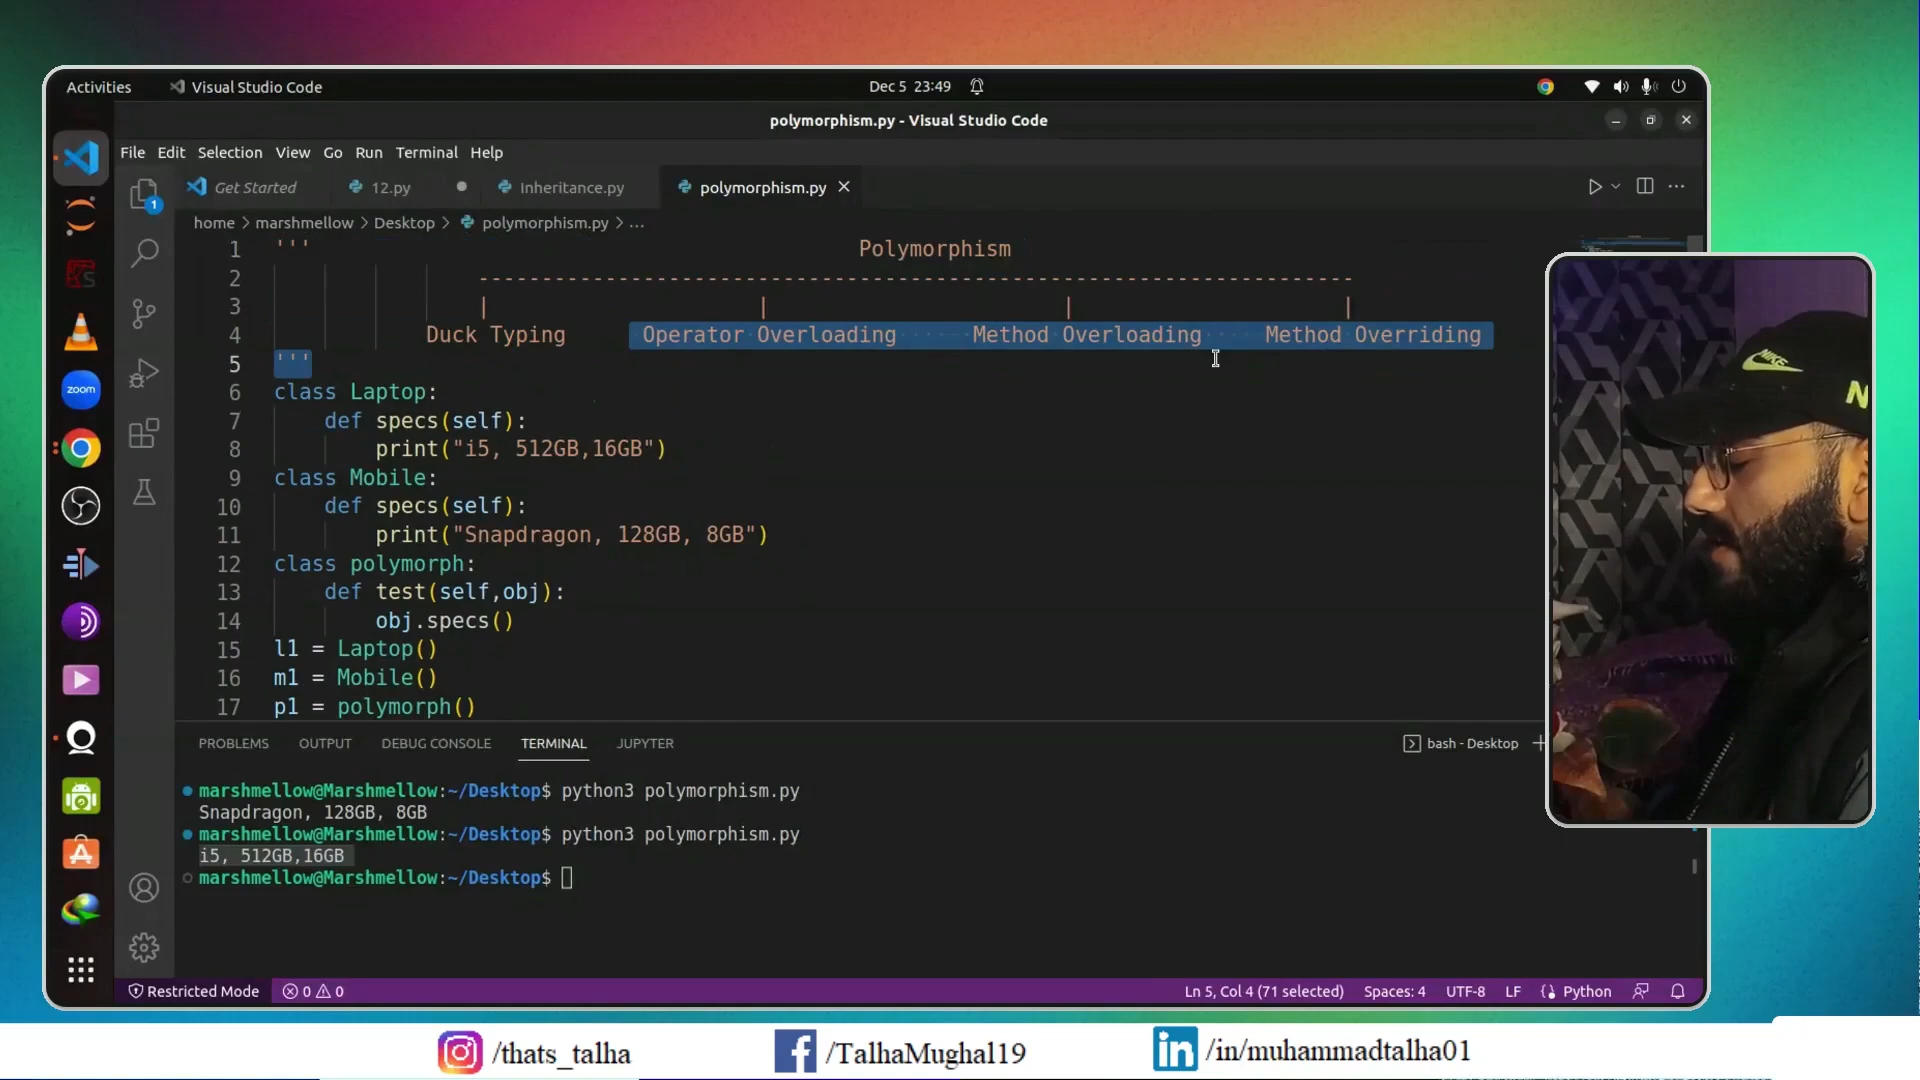 Activities Visual Studio Code Dec 5 23:49
polymorphism.py - Visual Studio Code
File Edit Selection View Go Run Terminal Help
Get Started 12.py Inheritance.py polymorphism.py
home > marshmellow > Desktop > polymorphism.py > ...
1 ''' Polymorphism
2 ---------------------------------------------------------------------
3 | | | |
4 Duck Typing Operator Overloading Method Overloading Method Overriding
5 '''
6 class Laptop:
7 def specs(self):
8 print("i5, 512GB,16GB")
9 class Mobile:
10 def specs(self):
11 print("Snapdragon, 128GB, 8GB")
12 class polymorph:
13 def test(self,obj):
14 obj.specs()
15 l1 = Laptop()
16 m1 = Mobile()
17 p1 = polymorph()
PROBLEMS OUTPUT DEBUG CONSOLE TERMINAL JUPYTER bash - Desktop
marshmellow@Marshmellow:~/Desktop$ python3 polymorphism.py
Snapdragon, 128GB, 8GB
marshmellow@Marshmellow:~/Desktop$ python3 polymorphism.py
i5, 512GB,16GB
marshmellow@Marshmellow:~/Desktop$
Restricted Mode 0 0 Ln 5, Col 4 (71 selected) Spaces: 4 UTF-8 LF Python
zoom
1
NIKE
N
/thats_talha /TalhaMughal19 in /in/muhammadtalha01